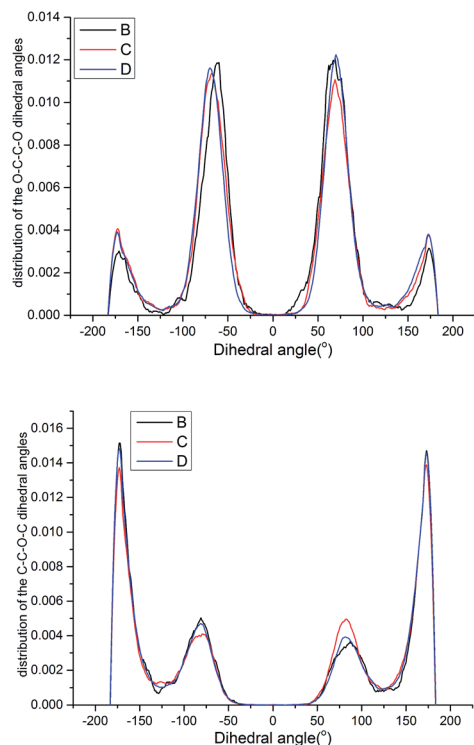 B
C
D
distribution of the O-C-C-O dihedral angles
0.014
0.012
0.010
0.008
0.006
0.004
0.002
0.000
-200 -150 -100 -50 0 50 100 150 200
Dihedral angle(°)
B
C
D
distribution of the C-C-O-C dihedral angles
0.016
0.014
0.012
0.010
0.008
0.006
0.004
0.002
0.000
-200 -150 -100 -50 0 50 100 150 200
Dihedral angle(°)